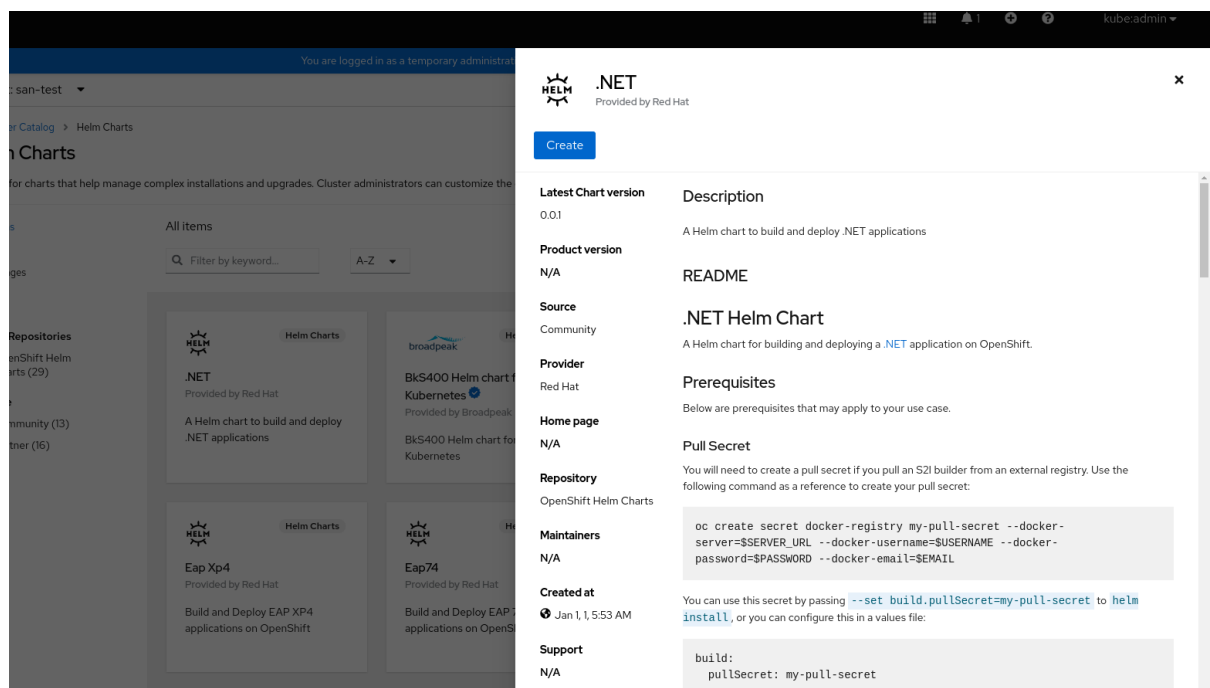 1
kube:admin
You are logged in as a temporary administrat
: san-test
er Catalog > Helm Charts
n Charts
for charts that help manage complex installations and upgrades. Cluster administrators can customize the
s
All items
Filter by keyword...
A-Z
ges
Repositories
enShift Helm
arts (29)
e
mmunity (13)
tner (16)
HELM
Helm Charts
.NET
Provided by Red Hat
A Helm chart to build and deploy
.NET applications
broadpeak
He
BkS400 Helm chart f
Kubernetes
Provided by Broadpeak
BkS400 Helm chart fo
Kubernetes
HELM
Helm Charts
Eap Xp4
Provided by Red Hat
Build and Deploy EAP XP4
applications on OpenShift
HELM
He
Eap74
Provided by Red Hat
Build and Deploy EAP 7
applications on OpenS
HELM
.NET
Provided by Red Hat
Create
Latest Chart version
0.0.1
Product version
N/A
Source
Community
Provider
Red Hat
Home page
N/A
Repository
OpenShift Helm Charts
Maintainers
N/A
Created at
Jan 1, 1, 5:53 AM
Support
N/A
Description
A Helm chart to build and deploy .NET applications
README
.NET Helm Chart
A Helm chart for building and deploying a .NET application on OpenShift.
Prerequisites
Below are prerequisites that may apply to your use case.
Pull Secret
You will need to create a pull secret if you pull an S2I builder from an external registry. Use the
following command as a reference to create your pull secret:
oc create secret docker-registry my-pull-secret --docker-
server=$SERVER_URL --docker-username=$USERNAME --docker-
password=$PASSWORD --docker-email=$EMAIL
You can use this secret by passing --set build.pullSecret=my-pull-secret to helm
install, or you can configure this in a values file:
build:
  pullSecret: my-pull-secret